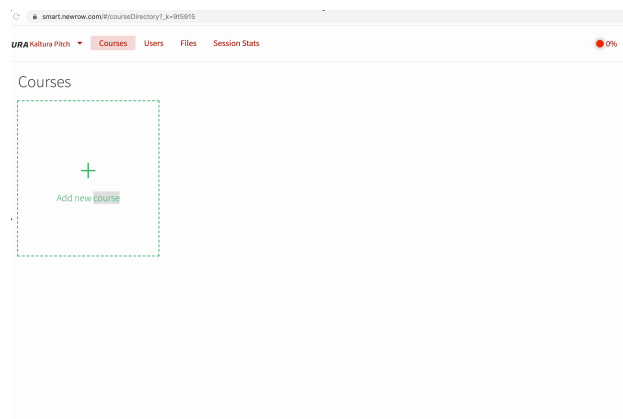 smart.newrow.com/#/courseDirectory?_k=9t5915
URA Kaltura Pitch Courses Users Files Session Stats 0%
Courses
Add new course